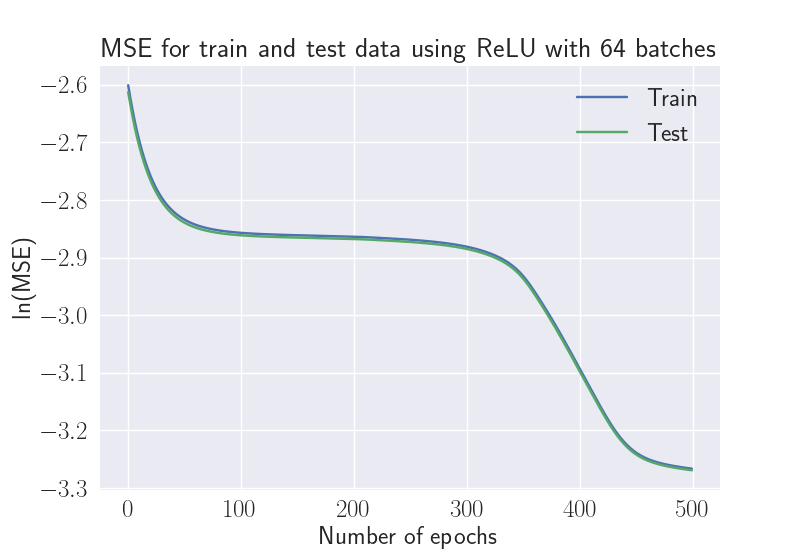 MSE for train and test data using ReLU with 64 batches
−2.6
−2.7
−2.8
−2.9
−3.0
−3.1
−3.2
−3.3
ln(MSE)
Train
Test
0
100
200
300
400
500
Number of epochs